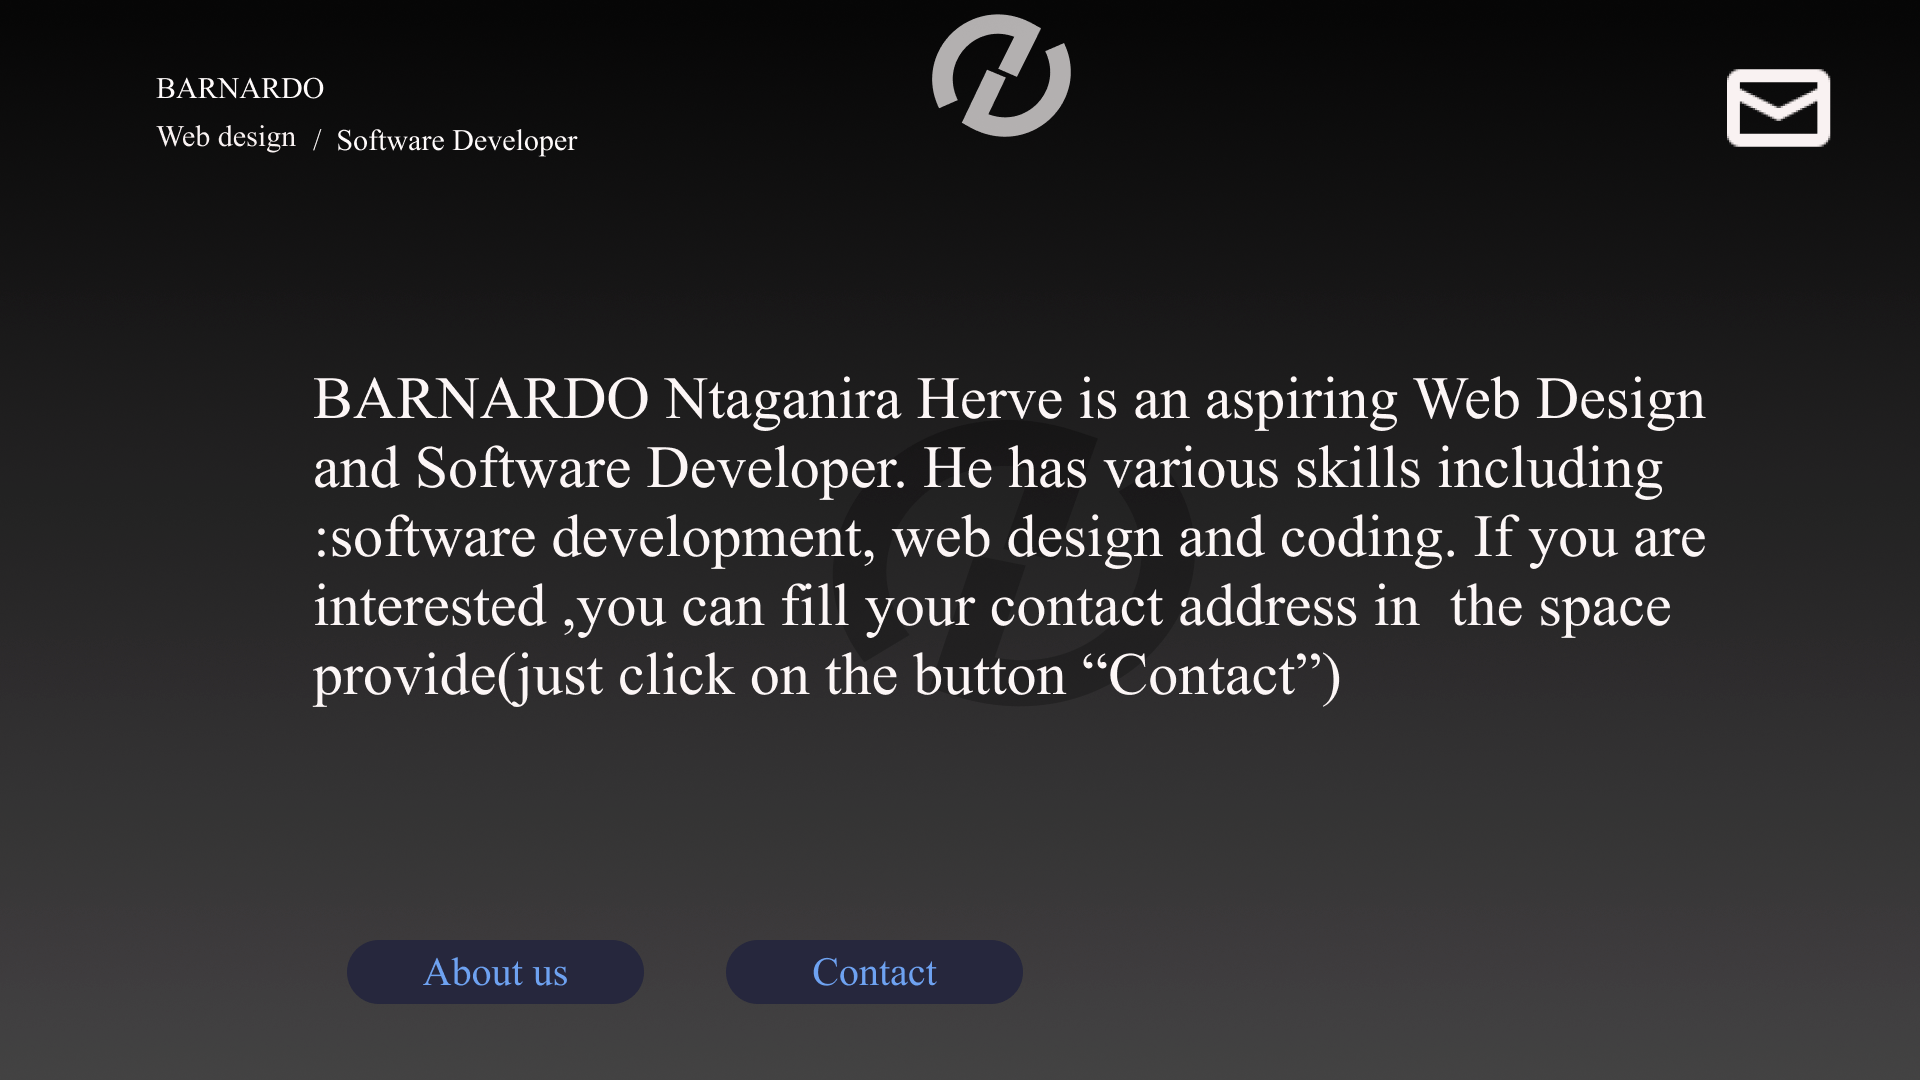 BARNARDO
Web design / Software Developer
BARNARDO Ntaganira Herve is an aspiring Web Design
and Software Developer. He has various skills including
:software development, web design and coding. If you are
interested ,you can fill your contact address in  the space
provide(just click on the button “Contact”)
About us
Contact